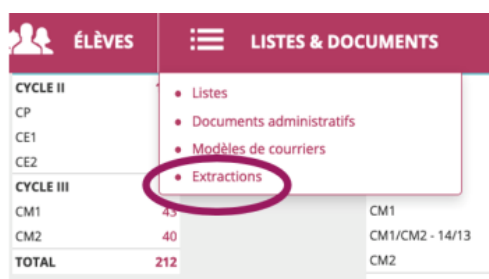 ÉLÈVES
LISTES & DOCUMENTS
CYCLE II
CP
CE1
CE2
CYCLE III
CM1 43
CM2 40
TOTAL 212
• Listes
• Documents administratifs
• Modèles de courriers
• Extractions
CM1
CM1/CM2 - 14/13
CM2